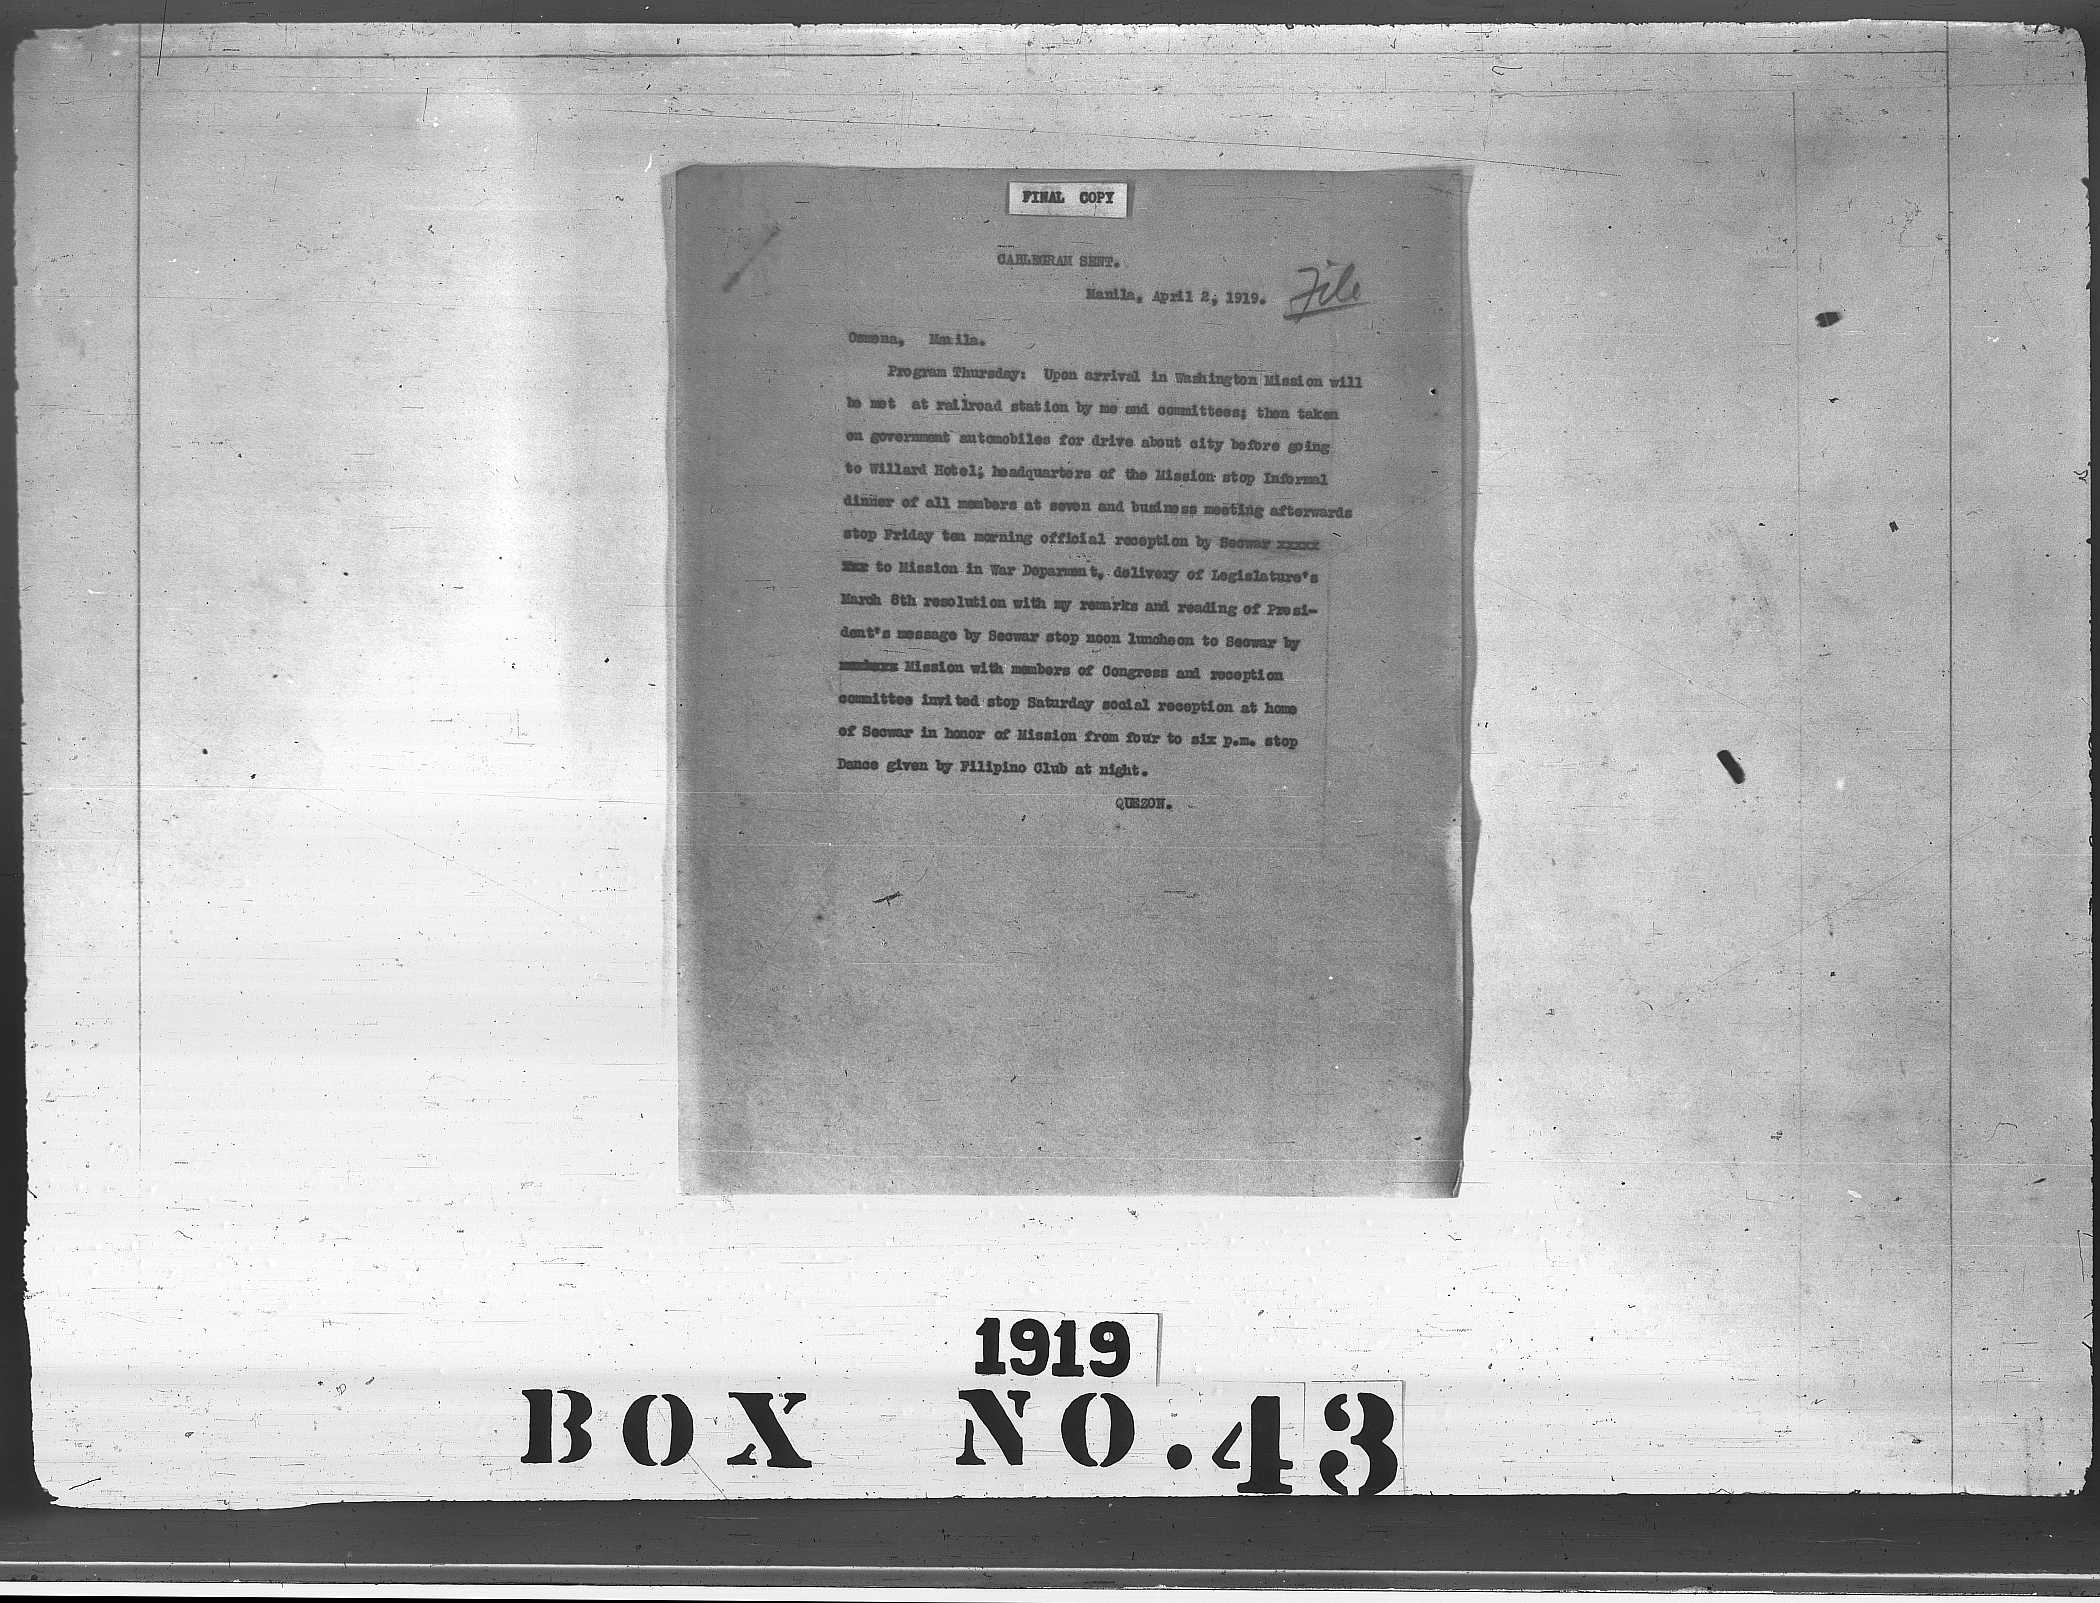 FINAL COPY
CABLEGRAM SENT.
Manila, April 2, 1919.
File
Osmena, Manila.
Program Thursday: Upon arrival in Washington Mission will
be met at railroad station by me and committees; then taken
on government automobiles for drive about city before going
to Willard Hotel; headquarters of the Mission stop Informal
dinner of all members at seven and business meeting afterwards
stop Friday ten morning official reception by Secwar xxxxx
xxx to Mission in War Deparment, delivery of Legislature's
March 8th resolution with my remarks and reading of Presi-
dent's message by Secwar stop noon luncheon to Secwar by
Mission with members of Congress and reception
committee invited stop Saturday social reception at home
of Secwar in honor of Mission from four to six p.m. stop
Dance given by Filipino Club at night.
QUEZON.
1919
BOX NO. 43